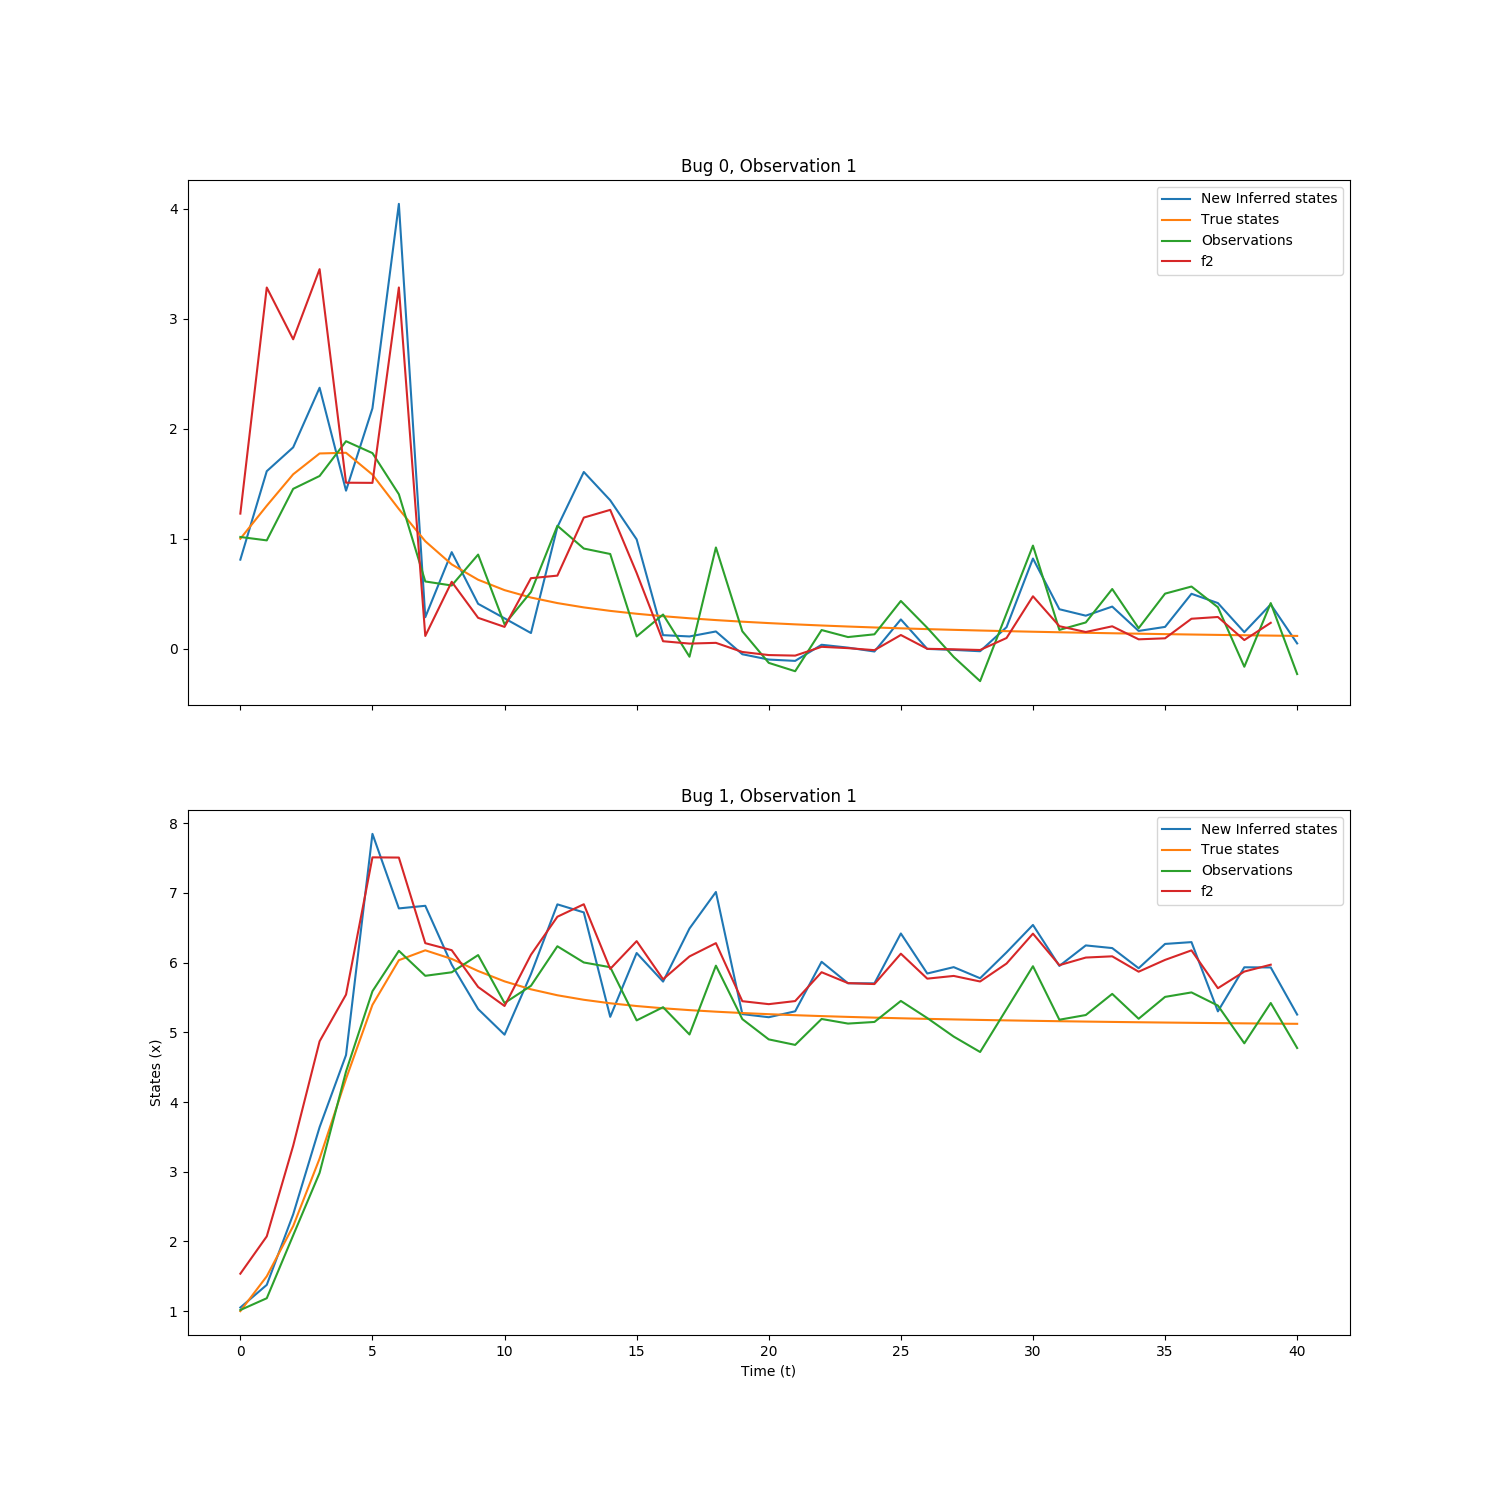 Bug 0, Observation 1
4
3
2
1
0
New Inferred states
True states
Observations
f2
Bug 1, Observation 1
8
7
6
5
4
3
2
1
States (x)
New Inferred states
True states
Observations
f2
0 5 10 15 20 25 30 35 40
Time (t)